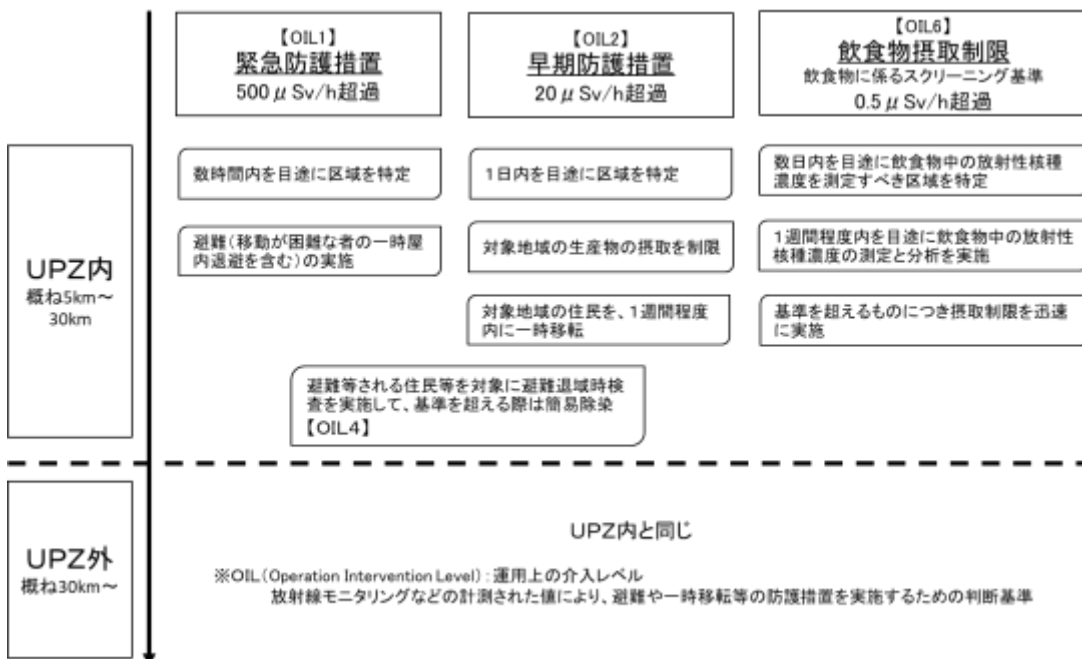 【OIL1】
緊急防護措置
500μSv/h超過
【OIL2】
早期防護措置
20μSv/h超過
【OIL6】
飲食物摂取制限
飲食物に係るスクリーニング基準
0.5μSv/h超過
UPZ内
概ね5km～
30km
数時間内を目途に区域を特定
避難(移動が困難な者の一時屋
内退避を含む)の実施
1日内を目途に区域を特定
対象地域の生産物の摂取を制限
対象地域の住民を、1週間程度
内に一時移転
数日内を目途に飲食物中の放射性核種
濃度を測定すべき区域を特定
1週間程度内を目途に飲食物中の放射性
核種濃度の測定と分析を実施
基準を超えるものにつき摂取制限を迅速
に実施
避難等される住民等を対象に避難退域時検
査を実施して、基準を超える際は簡易除染
【OIL4】
UPZ外
概ね30km～
UPZ内と同じ
※OIL(Operation Intervention Level):運用上の介入レベル
放射線モニタリングなどの計測された値により、避難や一時移転等の防護措置を実施するための判断基準